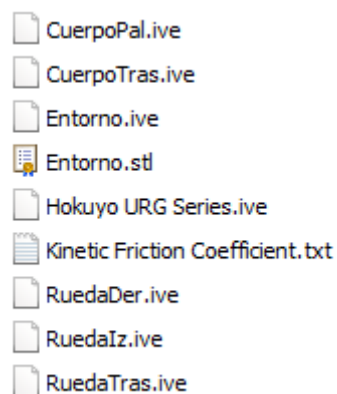 CuerpoPal.ive
CuerpoTras.ive
Entorno.ive
Entorno.stl
Hokuyo URG Series.ive
Kinetic Friction Coefficient.txt
RuedaDer.ive
RuedaIz.ive
RuedaTras.ive